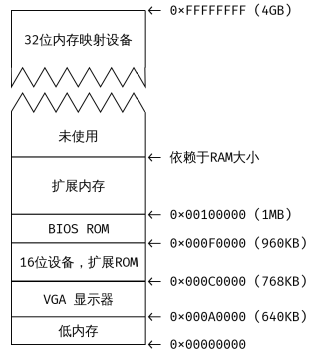 0×FFFFFFFF (4GB)
32位内存映射设备
未使用
依赖于RAM大小
扩展内存
0×00100000 (1MB)
BIOS ROM
0×000F0000 (960KB)
16位设备，扩展ROM
0×000C0000 (768KB)
VGA 显示器
0×000A0000 (640KB)
低内存
0×00000000